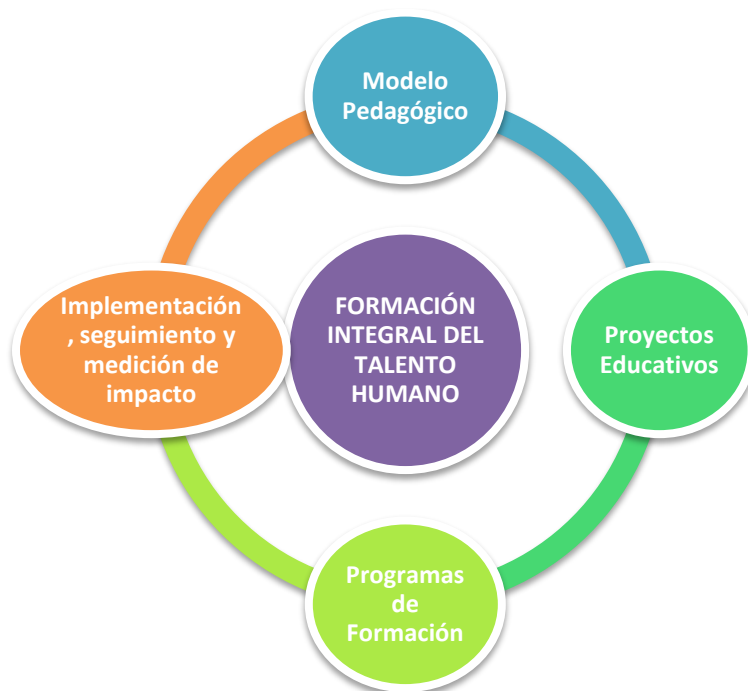 Modelo
Pedagógico
FORMACIÓN
INTEGRAL DEL
TALENTO
HUMANO
Proyectos
Educativos
Programas
de
Formación
Implementación
, seguimiento y
medición de
impacto